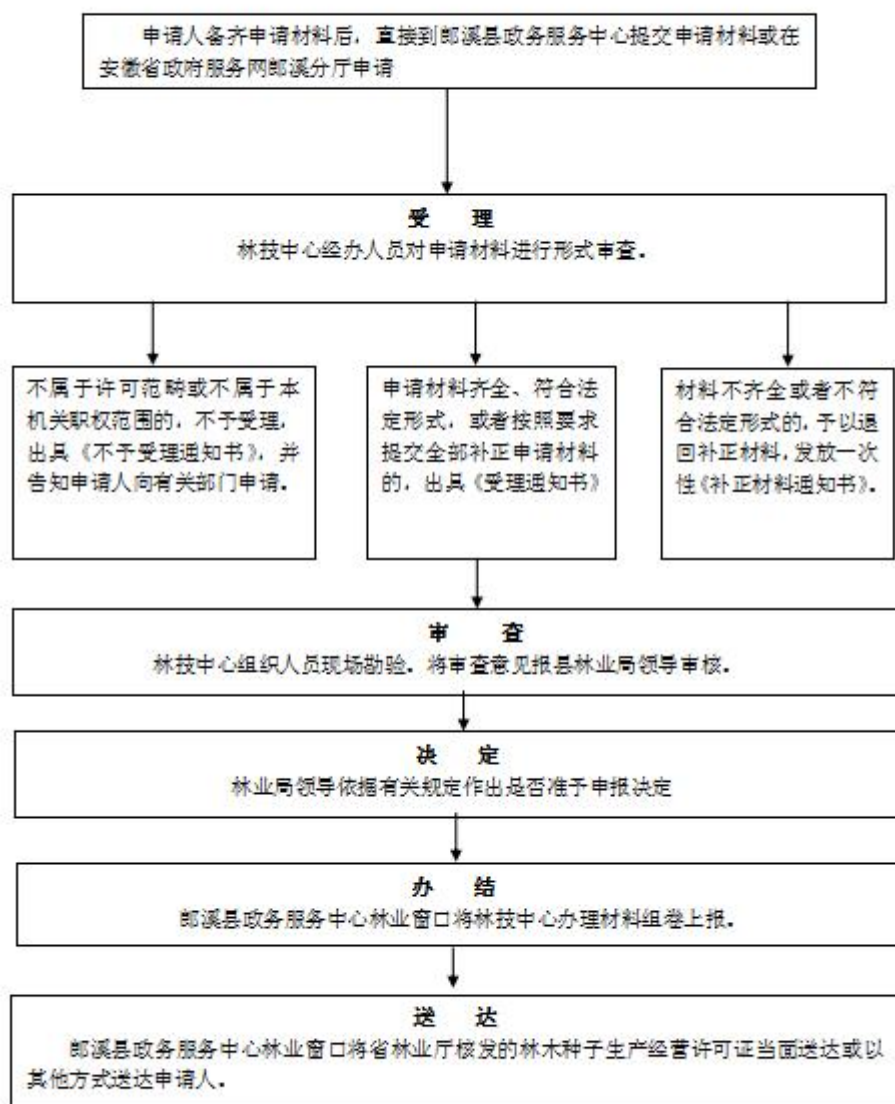 申请人备齐申请材料后，直接到郎溪县政务服务中心提交申请材料或在
安徽省政府服务网郎溪分厅申请
受 理
林技中心经办人员对申请材料进行形式审查。
不属于许可范畴或不属于本
机关职权范围的，不予受理，
出具《不予受理通知书》，并
告知申请人向有关部门申请。
申请材料齐全、符合法
定形式，或者按照要求
提交全部补正申请材料
的，出具《受理通知书》
材料不齐全或者不符
合法定形式的，予以退
回补正材料，发放一次
性《补正材料通知书》。
审 查
林技中心组织人员现场勘验。将审查意见报县林业局领导审核。
决 定
林业局领导依据有关规定作出是否准予申报决定
办 结
郎溪县政务服务中心林业窗口将林技中心办理材料组卷上报。
送 达
郎溪县政务服务中心林业窗口将省林业厅核发的林木种子生产经营许可证当面送达或以
其他方式送达申请人。